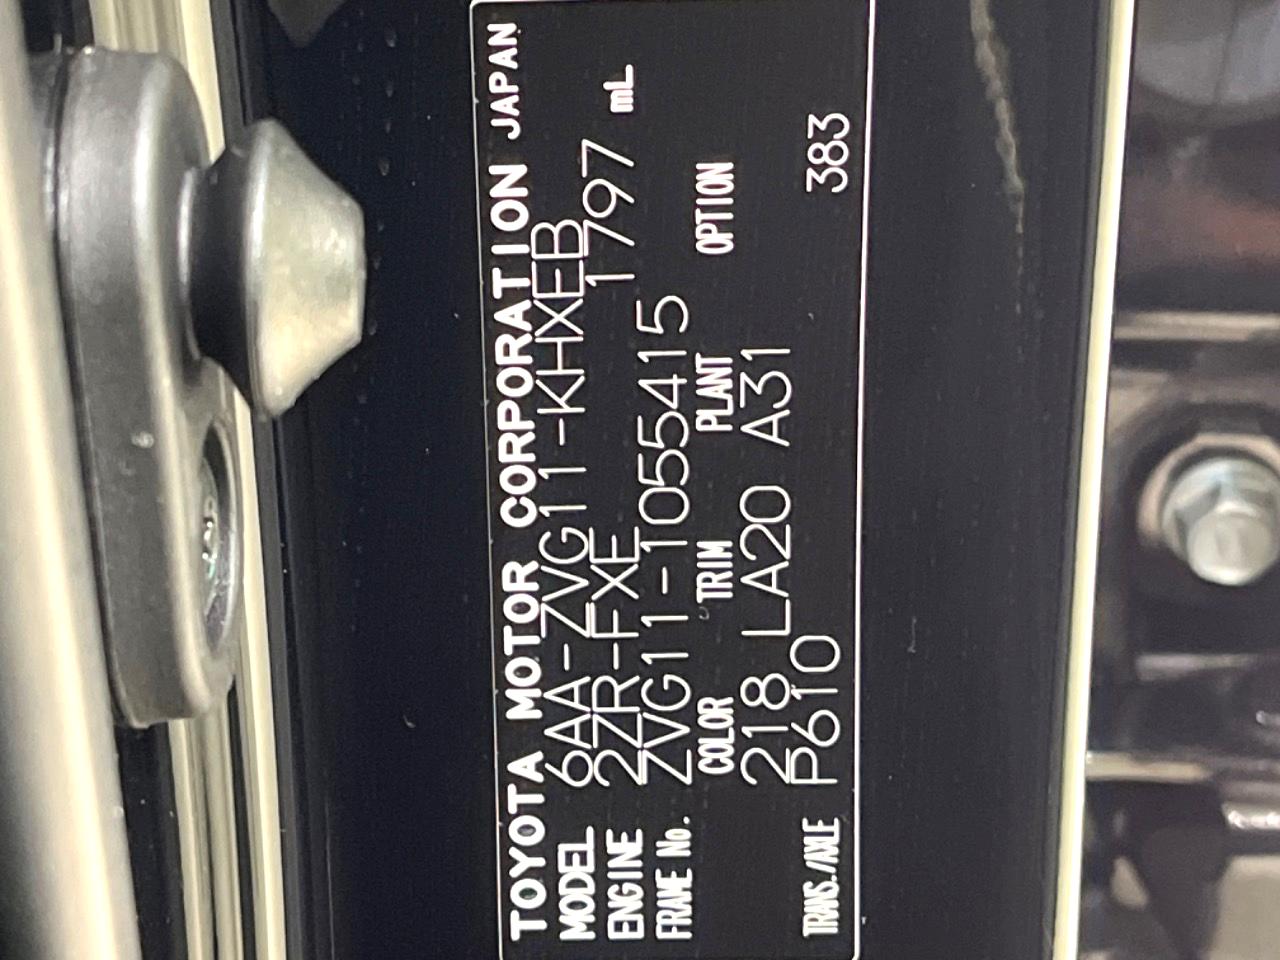 TOYOTA MOTOR CORPORATION JAPAN
MODEL 6AA-ZVG11-KHXEB
ENGINE 2ZR-FXE 1797 mL
FRAME No. ZVG11-1055415
COLOR TRIM PLANT OPTION
218 LA20 A31
TRANS./AXLE P610 383